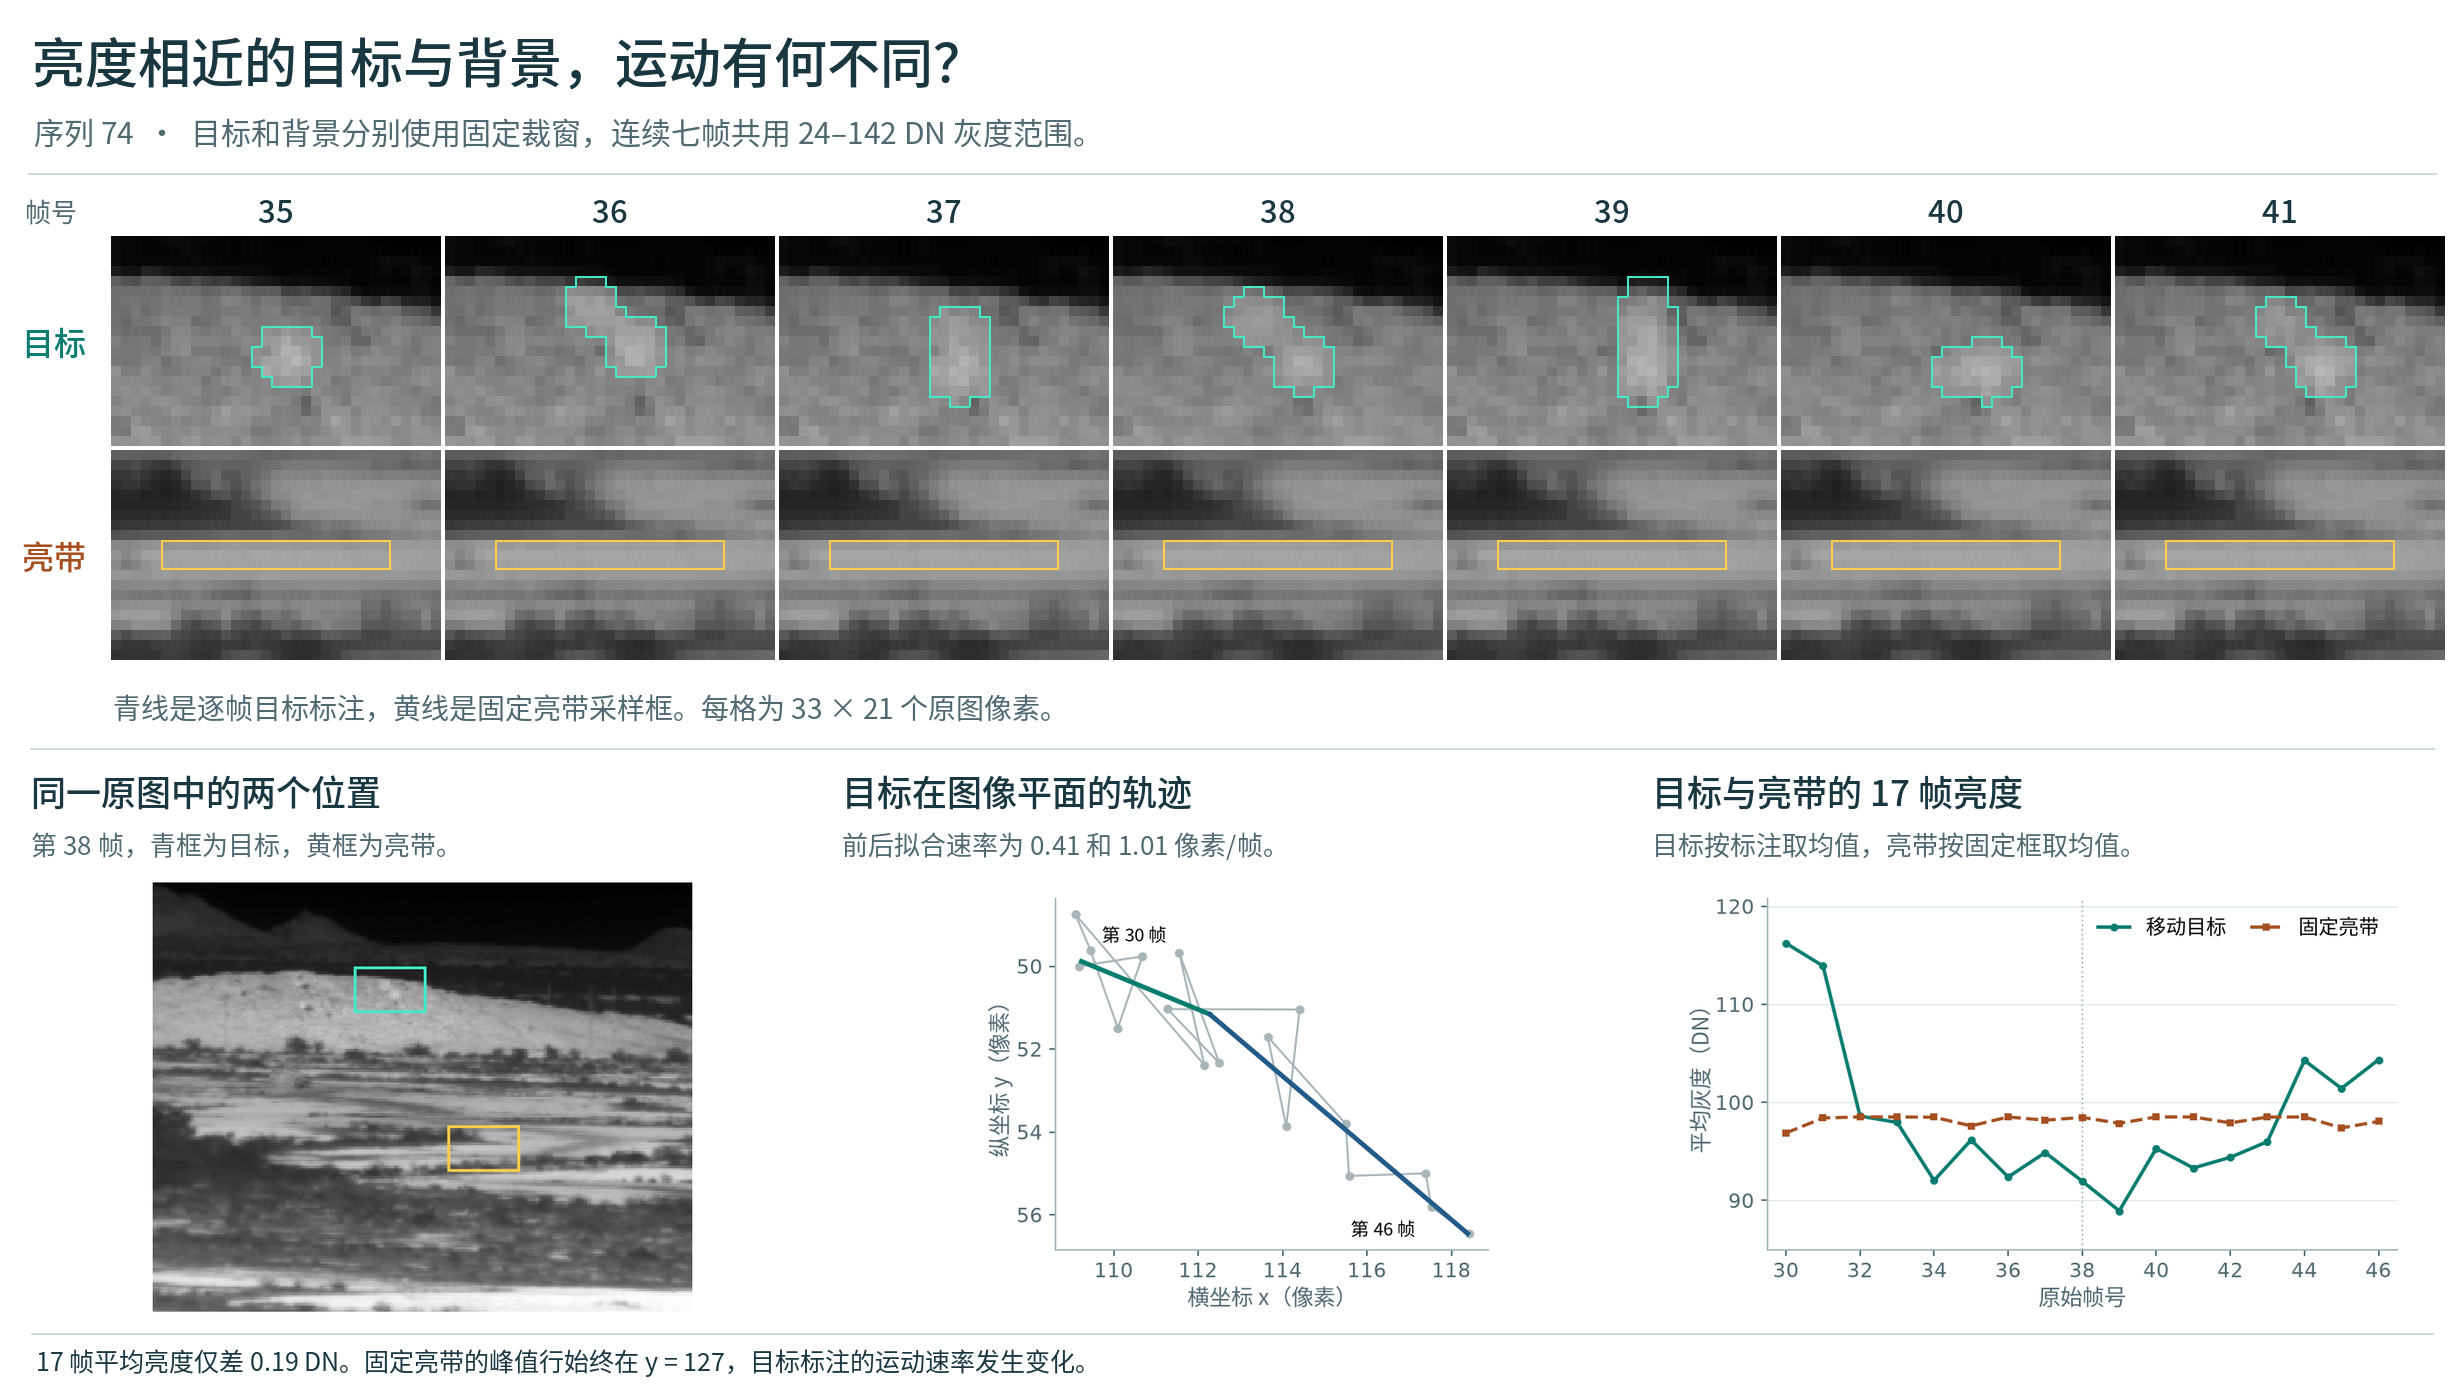 亮度相近的目标与背景，运动有何不同？
序列 74 · 目标和背景分别使用固定裁窗，连续七帧共用 24–142 DN 灰度范围。
帧号 35 36 37 38 39 40 41
目标
亮带
青线是逐帧目标标注，黄线是固定亮带采样框。每格为 33 × 21 个原图像素。
同一原图中的两个位置
第 38 帧，青框为目标，黄框为亮带。
目标在图像平面的轨迹
前后拟合速率为 0.41 和 1.01 像素/帧。
第 30 帧
第 46 帧
50
52
54
56
纵坐标 y（像素）
110 112 114 116 118
横坐标 x（像素）
目标与亮带的 17 帧亮度
目标按标注取均值，亮带按固定框取均值。
移动目标 固定亮带
120
110
100
90
平均灰度（DN）
30 32 34 36 38 40 42 44 46
原始帧号
17 帧平均亮度仅差 0.19 DN。固定亮带的峰值行始终在 y = 127，目标标注的运动速率发生变化。